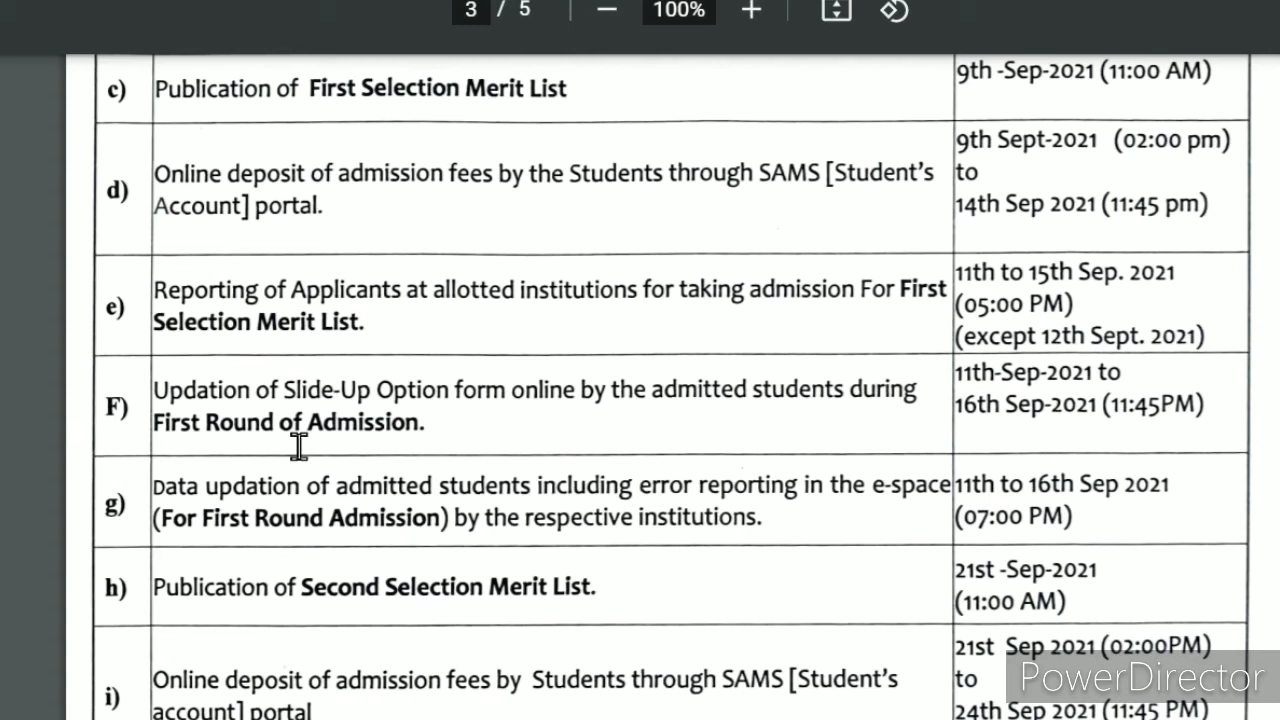 3 / 5 100%
c) Publication of First Selection Merit List 9th -Sep-2021 (11:00 AM)
d) Online deposit of admission fees by the Students through SAMS [Student's
Account] portal.
9th Sept-2021 (02:00 pm)
to
14th Sep 2021 (11:45 pm)
e) Reporting of Applicants at allotted institutions for taking admission For First
Selection Merit List.
11th to 15th Sep. 2021
(05:00 PM)
(except 12th Sept. 2021)
F) Updation of Slide-Up Option form online by the admitted students during
First Round of Admission.
11th-Sep-2021 to
16th Sep-2021 (11:45PM)
g) Data updation of admitted students including error reporting in the e-space
(For First Round Admission) by the respective institutions.
11th to 16th Sep 2021
(07:00 PM)
h) Publication of Second Selection Merit List.
21st -Sep-2021
(11:00 AM)
i) Online deposit of admission fees by Students through SAMS [Student's
account] portal
21st Sep 2021 (02:00PM)
to
24th Sep 2021 (11:45 PM)
PowerDirector